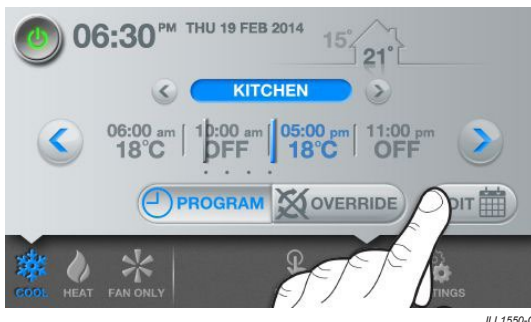 06:30 PM THU 19 FEB 2014
15°
21°
KITCHEN
06:00 am 10:00 am 05:00 pm 11:00 pm
18°C OFF 18°C OFF
PROGRAM OVERRIDE
COOL HEAT FAN ONLY